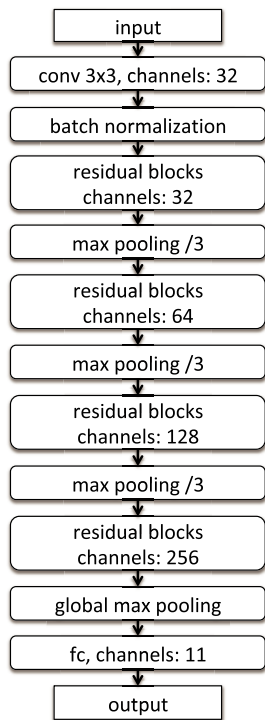 input
conv 3x3, channels: 32
batch normalization
residual blocks
channels: 32
max pooling /3
residual blocks
channels: 64
max pooling /3
residual blocks
channels: 128
max pooling /3
residual blocks
channels: 256
global max pooling
fc, channels: 11
output